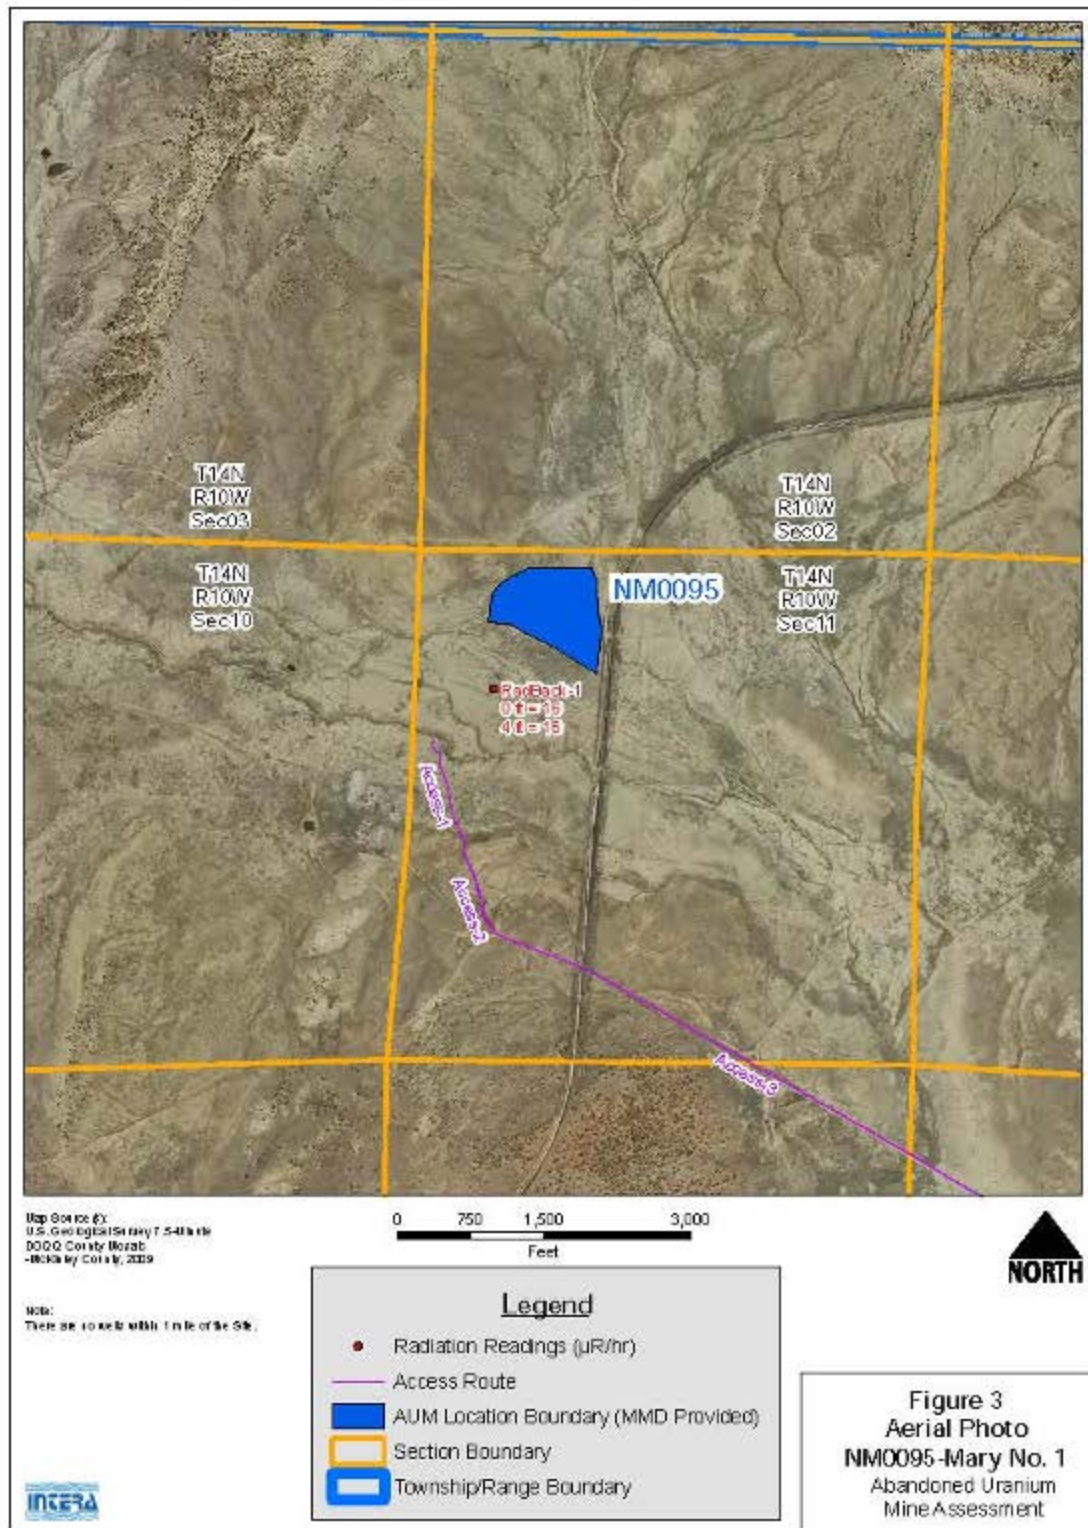 T14N
R10W
Sec03
T14N
R10W
Sec02
T14N
R10W
Sec10
NM0095
T14N
R10W
Sec11
RadBack-1
0 ft = 16
4 ft = 16
Access-1
Access-2
Access-3
Map Source(s):
U.S. Geological Survey 7.5-Minute
DOQQ County Mosaic
-McKinley County, 2009
0 750 1,500 3,000
Feet
NORTH
Note:
There are no wells within 1 mile of the Site.
Legend
Radiation Readings (µR/hr)
Access Route
AUM Location Boundary (MMD Provided)
Section Boundary
Township/Range Boundary
INTERA
Figure 3
Aerial Photo
NM0095-Mary No. 1
Abandoned Uranium
Mine Assessment